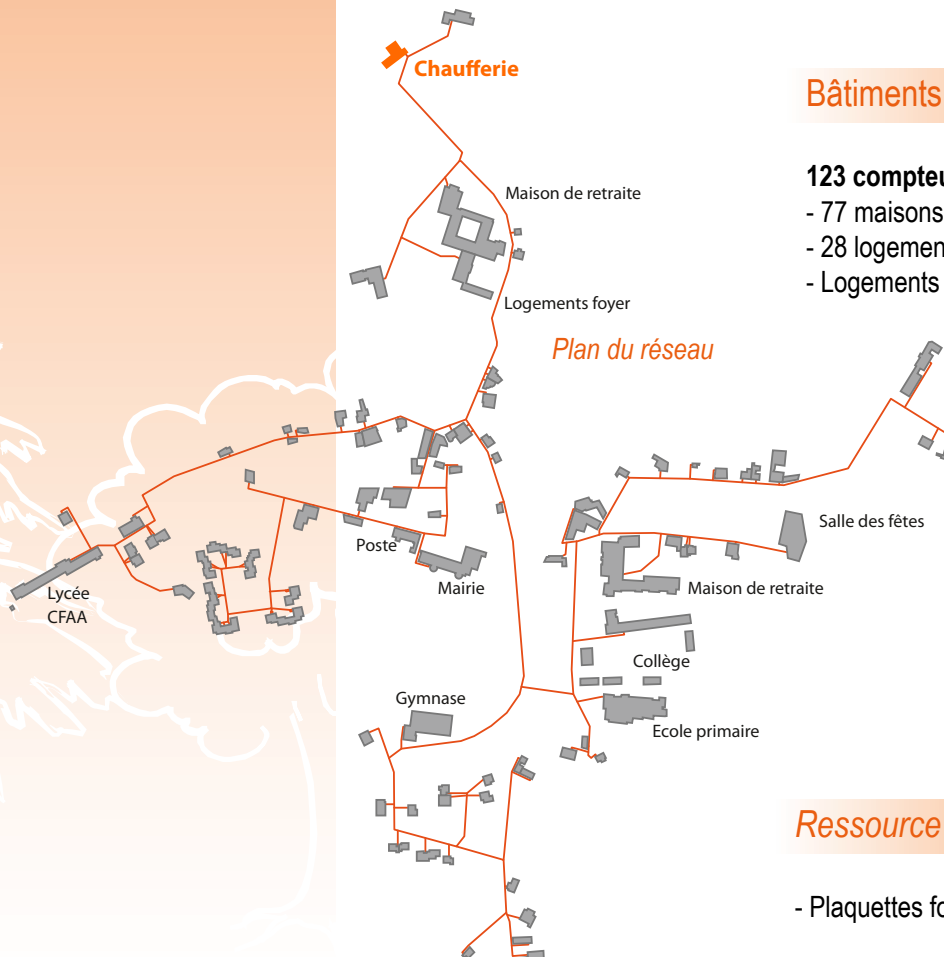 Chaufferie
Bâtiments
123 compteu
- 77 maisons
- 28 logemen
- Logements
Maison de retraite
Logements foyer
Plan du réseau
Salle des fêtes
Poste
Mairie
Maison de retraite
Lycée
CFAA
Collège
Gymnase
Ecole primaire
Ressource
- Plaquettes fo